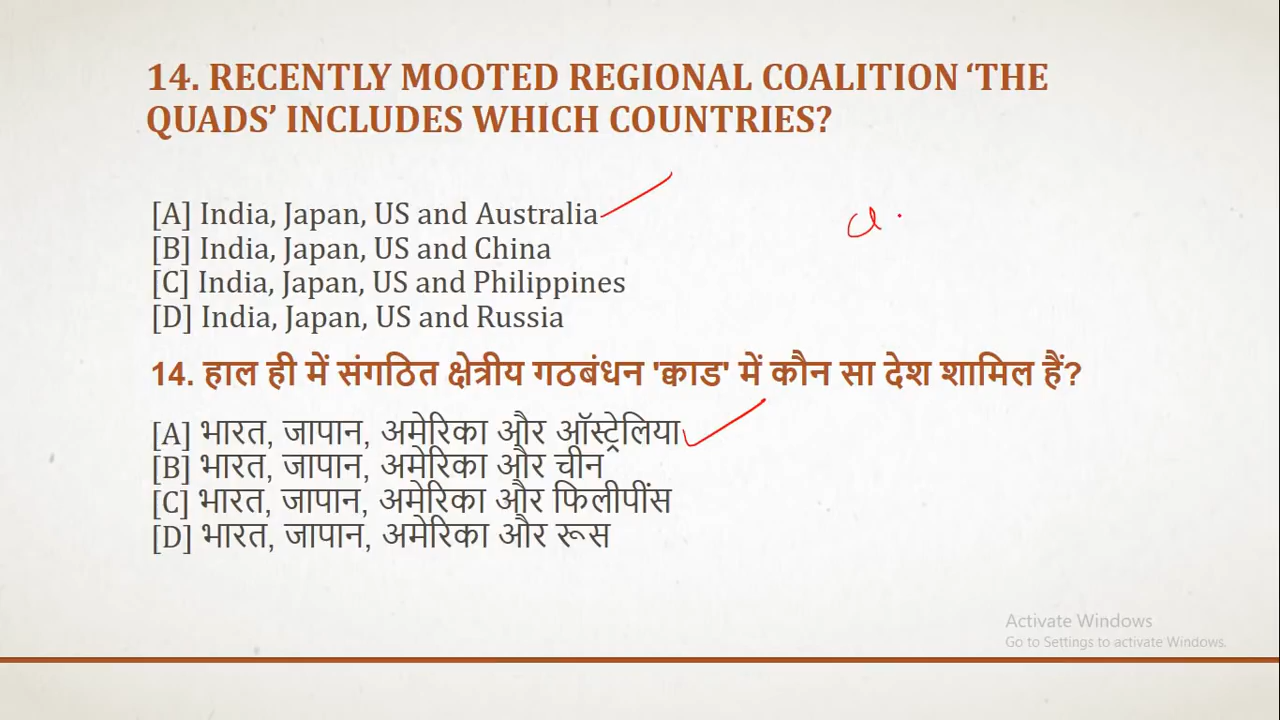 14. RECENTLY MOOTED REGIONAL COALITION ‘THE
QUADS’ INCLUDES WHICH COUNTRIES?
[A] India, Japan, US and Australia
[B] India, Japan, US and China
[C] India, Japan, US and Philippines
[D] India, Japan, US and Russia
14. हाल ही में संगठित क्षेत्रीय गठबंधन 'क्वाड' में कौन सा देश शामिल हैं?
[A] भारत, जापान, अमेरिका और ऑस्ट्रेलिया
[B] भारत, जापान, अमेरिका और चीन
[C] भारत, जापान, अमेरिका और फिलीपींस
[D] भारत, जापान, अमेरिका और रूस
Activate Windows
Go to Settings to activate Windows.